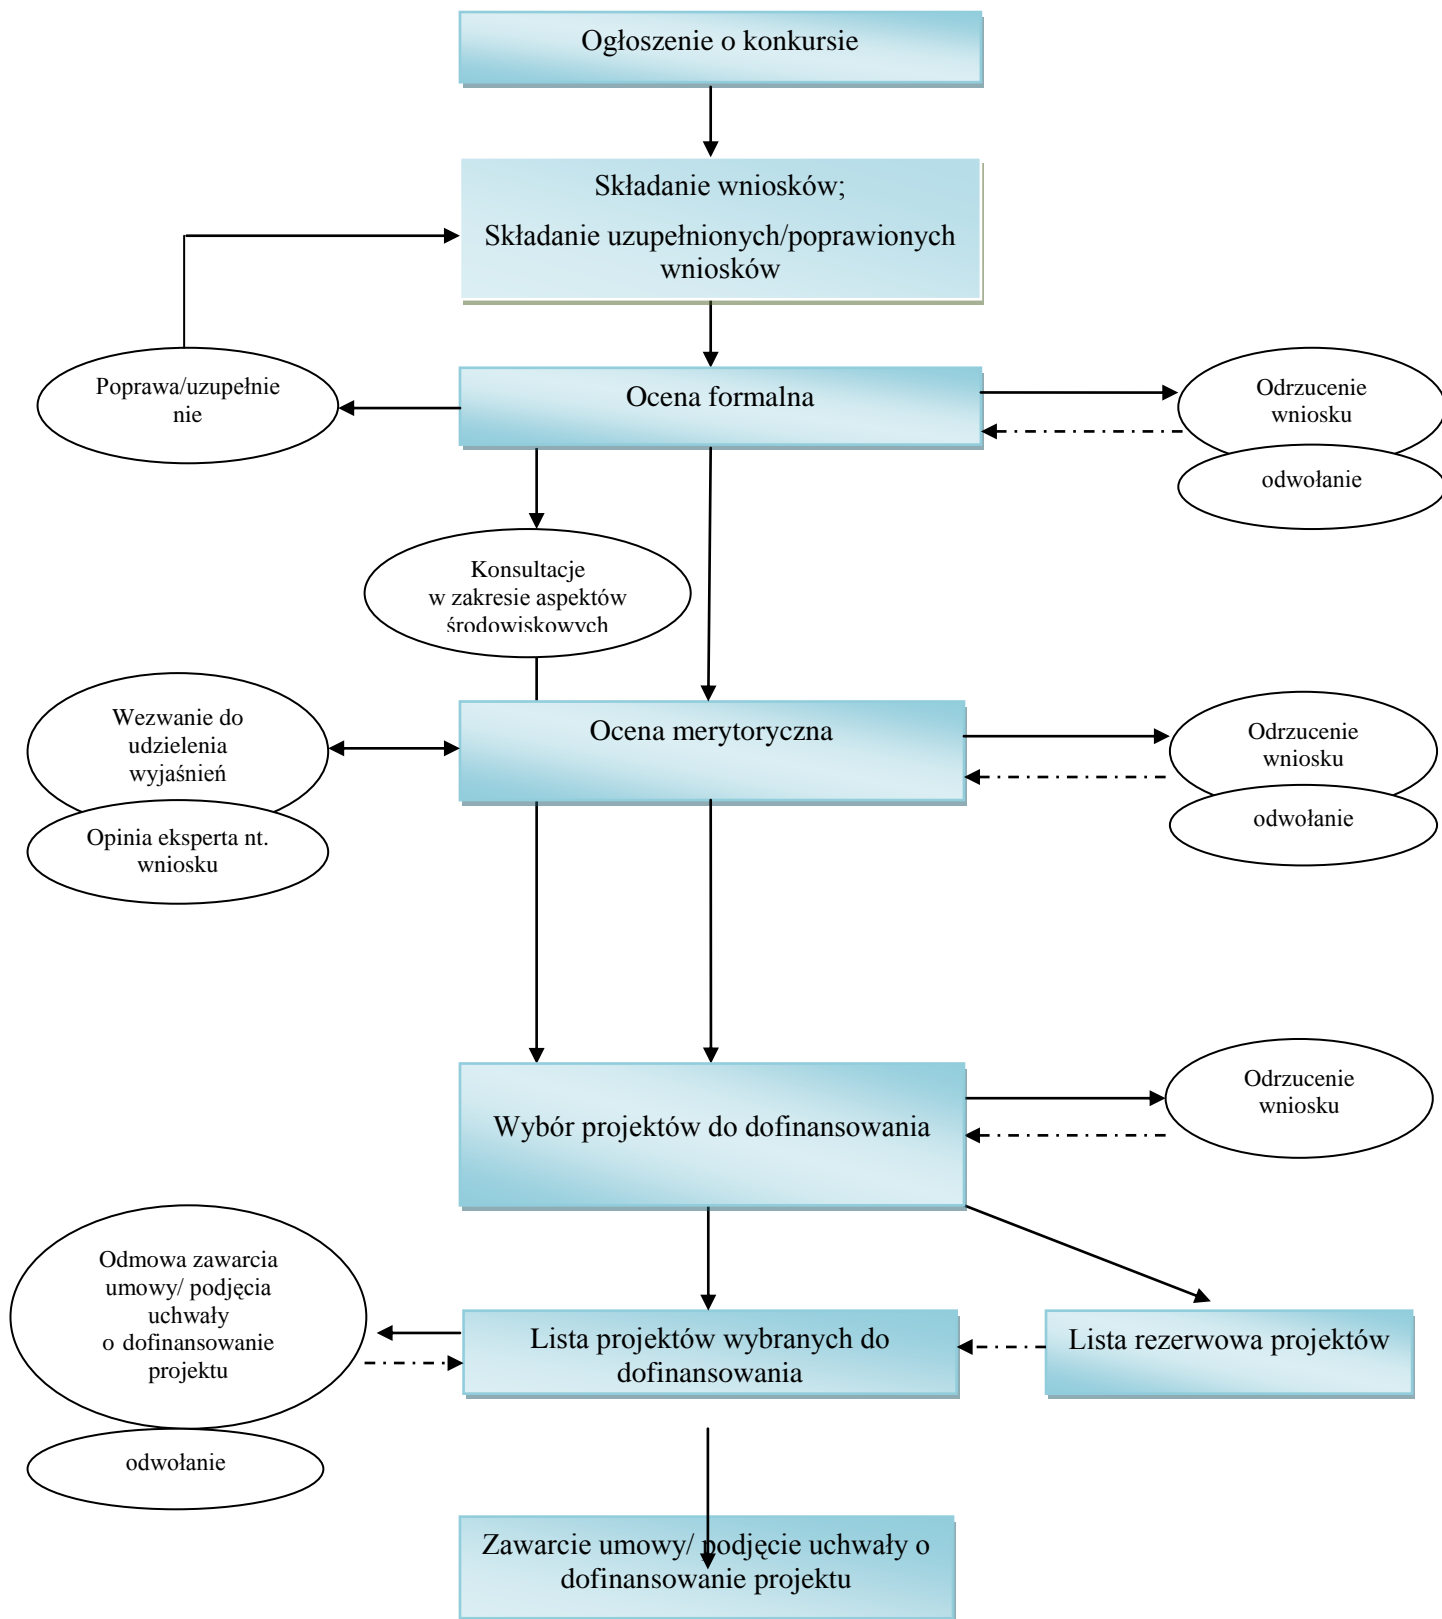 Ogłoszenie o konkursie
Składanie wniosków;
Składanie uzupełnionych/poprawionych
wniosków
Poprawa/uzupełnie
nie
Ocena formalna
Odrzucenie
wniosku
odwołanie
Konsultacje
w zakresie aspektów
środowiskowych
Wezwanie do
udzielenia
wyjaśnień
Opinia eksperta nt.
wniosku
Ocena merytoryczna
Odrzucenie
wniosku
odwołanie
Wybór projektów do dofinansowania
Odrzucenie
wniosku
Odmowa zawarcia
umowy/ podjęcia
uchwały
o dofinansowanie
projektu
odwołanie
Lista projektów wybranych do
dofinansowania
Lista rezerwowa projektów
Zawarcie umowy/ podjęcie uchwały o
dofinansowanie projektu